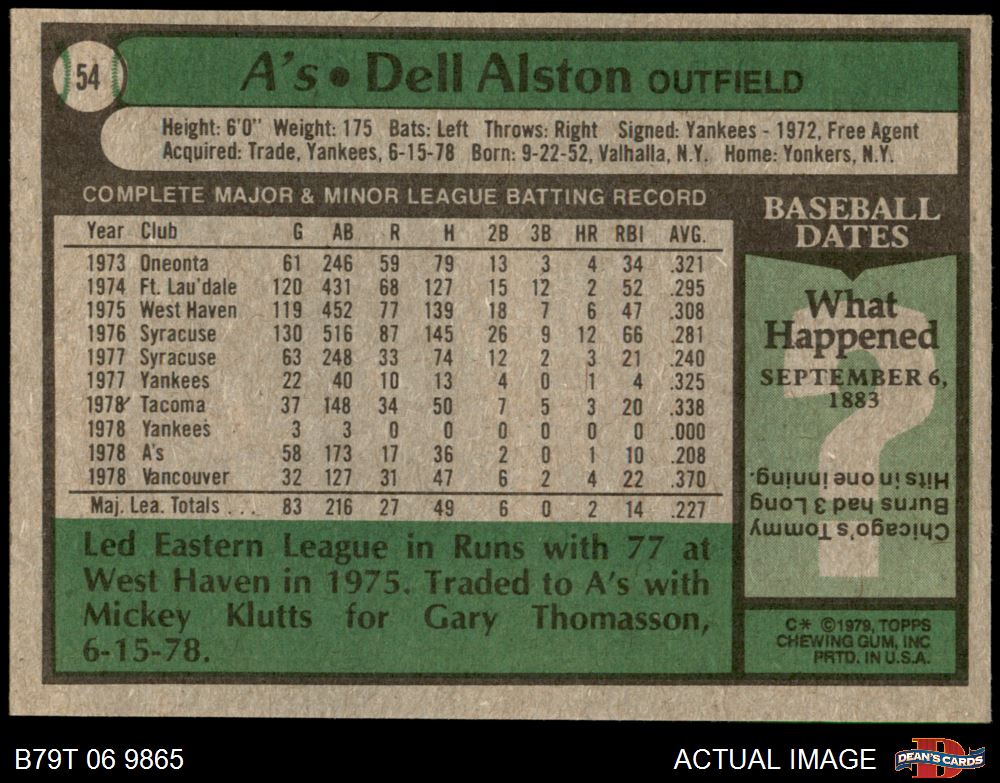 54
A's • Dell Alston OUTFIELD
Height: 6'0" Weight: 175 Bats: Left Throws: Right Signed: Yankees - 1972, Free Agent
Acquired: Trade, Yankees, 6-15-78 Born: 9-22-52, Valhalla, N.Y. Home: Yonkers, N.Y.
COMPLETE MAJOR & MINOR LEAGUE BATTING RECORD
Year Club G AB R H 2B 3B HR RBI AVG.
1973 Oneonta 61 246 59 79 13 3 4 34 .321
1974 Ft. Lau'dale 120 431 68 127 15 12 2 52 .295
1975 West Haven 119 452 77 139 18 7 6 47 .308
1976 Syracuse 130 516 87 145 26 9 12 66 .281
1977 Syracuse 63 248 33 74 12 2 3 21 .240
1977 Yankees 22 40 10 13 4 0 1 4 .325
1978 Tacoma 37 148 34 50 7 5 3 20 .338
1978 Yankees 3 3 0 0 0 0 0 0 .000
1978 A's 58 173 17 36 2 0 1 10 .208
1978 Vancouver 32 127 31 47 6 2 4 22 .370
Maj. Lea. Totals . . . 83 216 27 49 6 0 2 14 .227
Led Eastern League in Runs with 77 at
West Haven in 1975. Traded to A's with
Mickey Klutts for Gary Thomasson,
6-15-78.
BASEBALL
DATES
What
Happened
SEPTEMBER 6,
1883
?
Chicago's Tommy
Burns had 3 Long
Hits in one inning.
C* ©1979, TOPPS
CHEWING GUM, INC
PRTD. IN U.S.A.
B79T 06 9865
ACTUAL IMAGE
D
DEAN'S CARDS